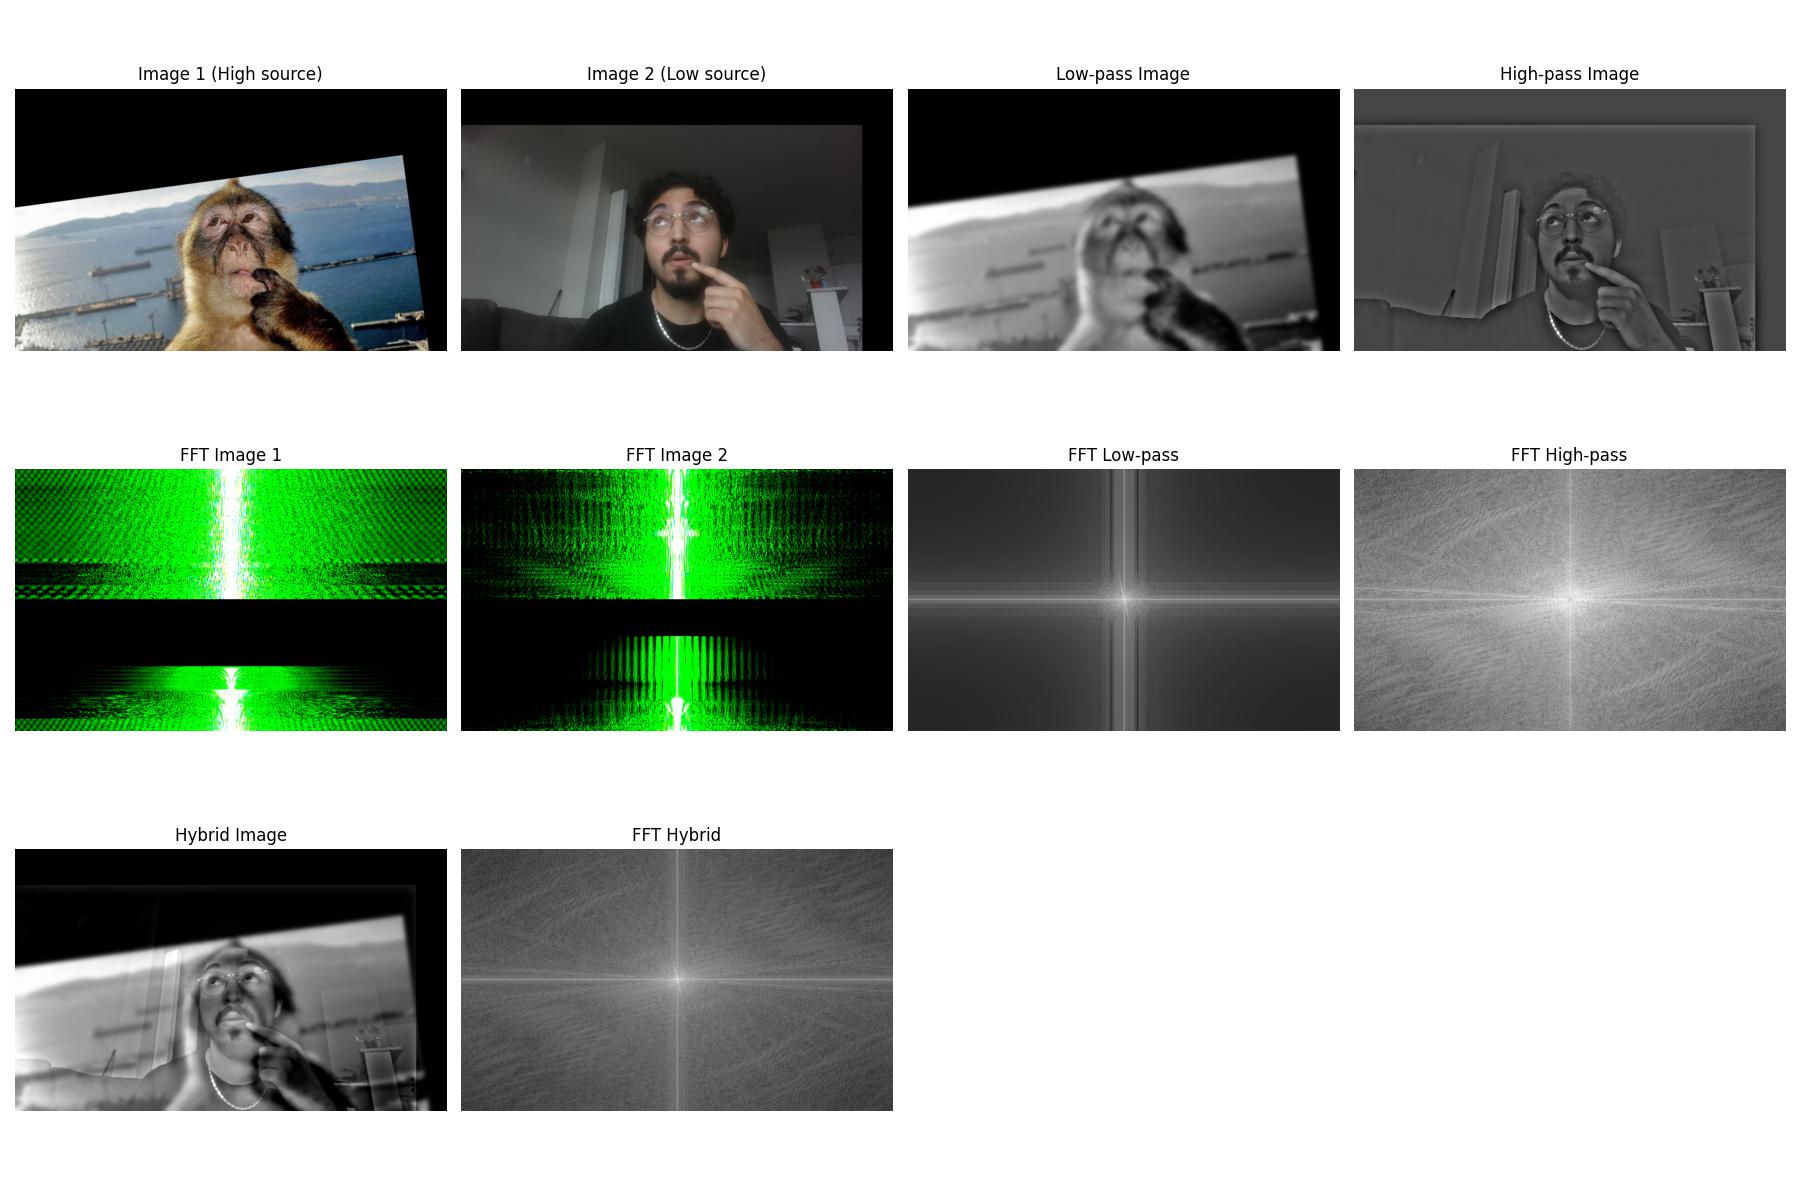 Image 1 (High source)
Image 2 (Low source)
Low-pass Image
High-pass Image
FFT Image 1
FFT Image 2
FFT Low-pass
FFT High-pass
Hybrid Image
FFT Hybrid